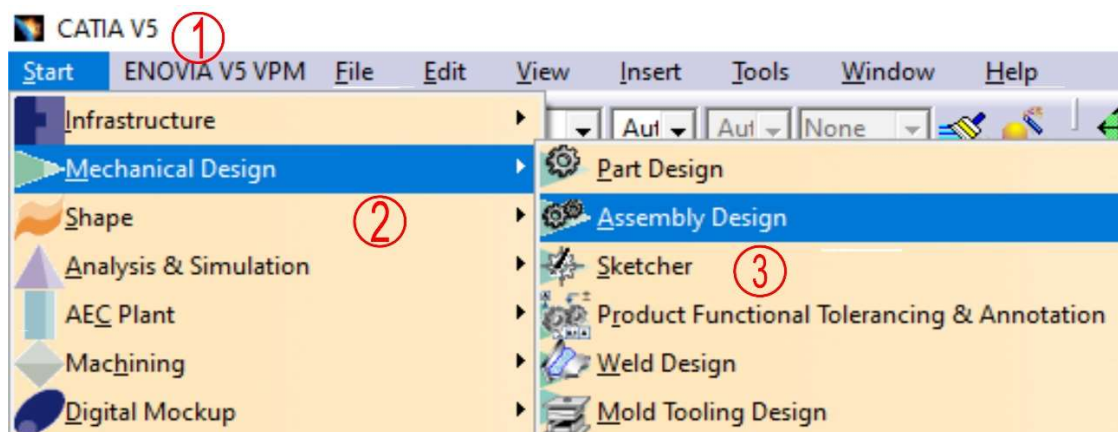 CATIA V5
①
Start ENOVIA V5 VPM File Edit View Insert Tools Window Help
Infrastructure
Aut Aut None
Mechanical Design
Part Design
Shape
②
Assembly Design
Analysis & Simulation
Sketcher
③
AEC Plant
Product Functional Tolerancing & Annotation
Machining
Weld Design
Digital Mockup
Mold Tooling Design